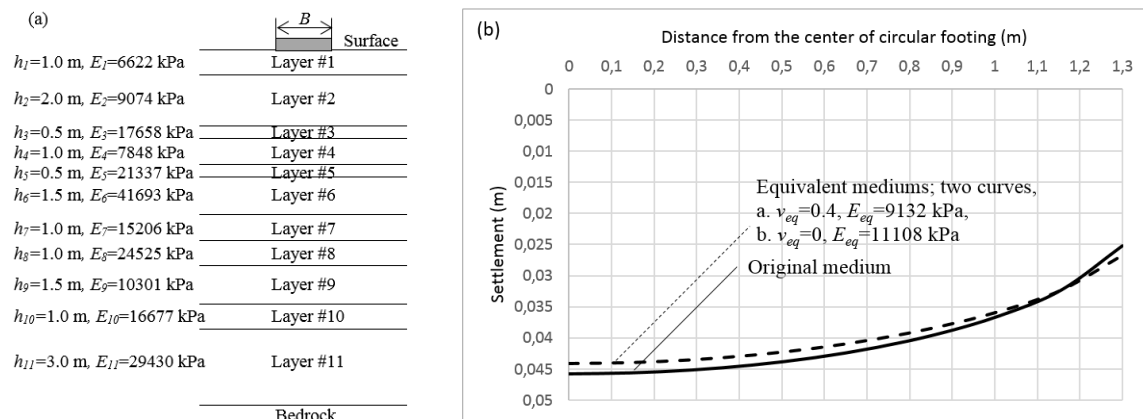 (a)
B
Surface
h1=1.0 m, E1=6622 kPa
Layer #1
h2=2.0 m, E2=9074 kPa
Layer #2
h3=0.5 m, E3=17658 kPa
Layer #3
h4=1.0 m, E4=7848 kPa
Layer #4
h5=0.5 m, E5=21337 kPa
Layer #5
h6=1.5 m, E6=41693 kPa
Layer #6
h7=1.0 m, E7=15206 kPa
Layer #7
h8=1.0 m, E8=24525 kPa
Layer #8
h9=1.5 m, E9=10301 kPa
Layer #9
h10=1.0 m, E10=16677 kPa
Layer #10
h11=3.0 m, E11=29430 kPa
Layer #11
Bedrock
(b)
Distance from the center of circular footing (m)
0 0,1 0,2 0,3 0,4 0,5 0,6 0,7 0,8 0,9 1 1,1 1,2 1,3
0
0,005
0,01
0,015
0,02
0,025
0,03
0,035
0,04
0,045
0,05
Settlement (m)
Equivalent mediums; two curves,
a. veq=0.4, Eeq=9132 kPa,
b. veq=0, Eeq=11108 kPa
Original medium